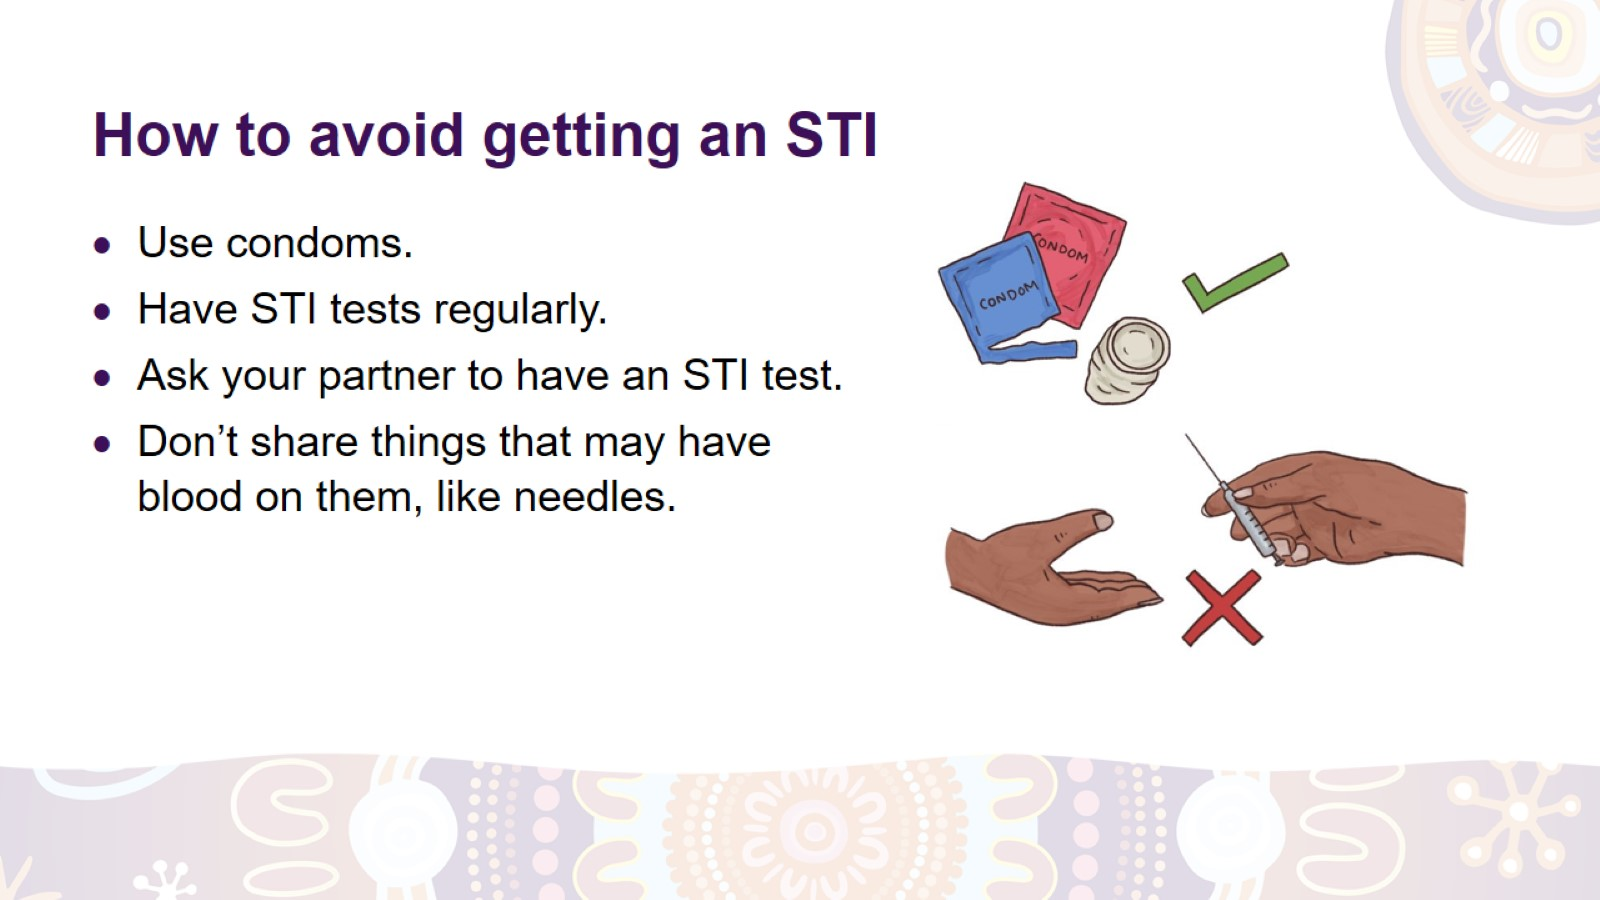 How to avoid getting an STI
● Use condoms.
● Have STI tests regularly.
● Ask your partner to have an STI test.
● Don’t share things that may have
blood on them, like needles.
CONDOM
CONDOM